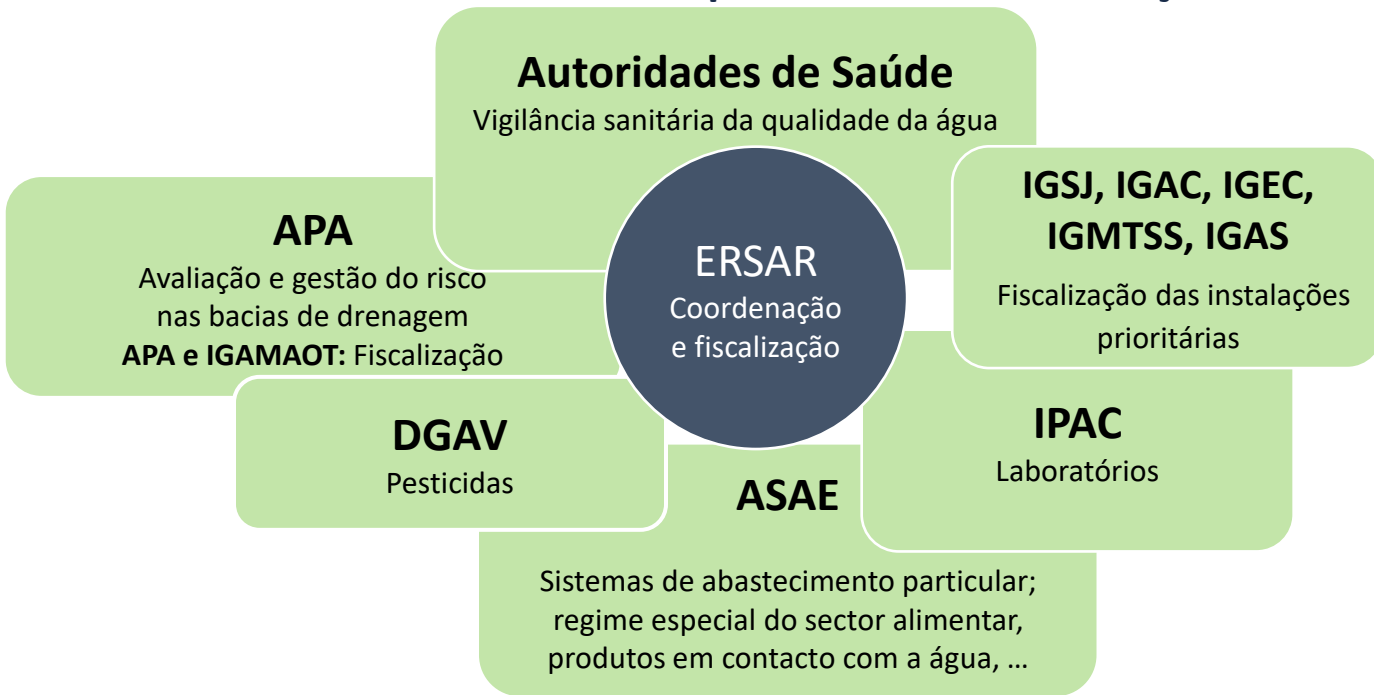 Autoridades de Saúde
Vigilância sanitária da qualidade da água
IGSJ, IGAC, IGEC,
IGMTSS, IGAS
Fiscalização das instalações
prioritárias
APA
Avaliação e gestão do risco
nas bacias de drenagem
APA e IGAMAOT: Fiscalização
ERSAR
Coordenação
e fiscalização
DGAV
Pesticidas
IPAC
Laboratórios
ASAE
Sistemas de abastecimento particular;
regime especial do sector alimentar,
produtos em contacto com a água, ...